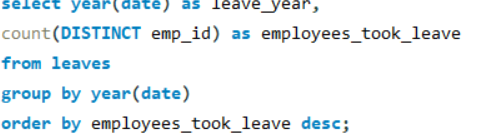 select year(date) as leave_year,
count(DISTINCT emp_id) as employees_took_leave
from leaves
group by year(date)
order by employees_took_leave desc;